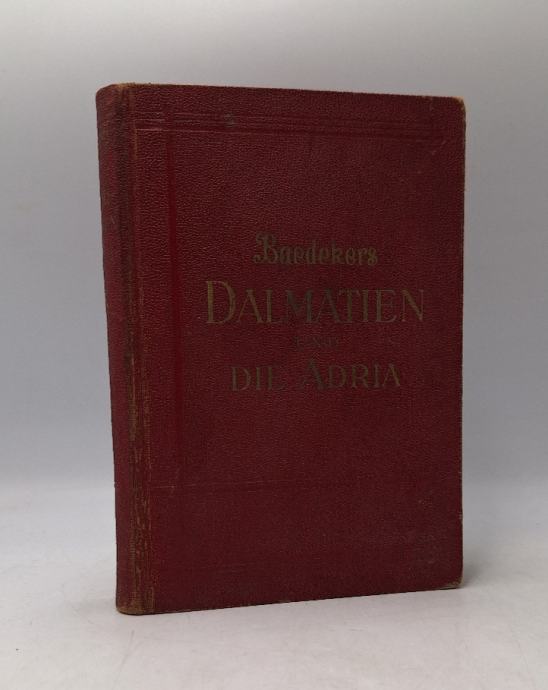 Baedekers
DALMATIEN
UND
DIE ADRIA